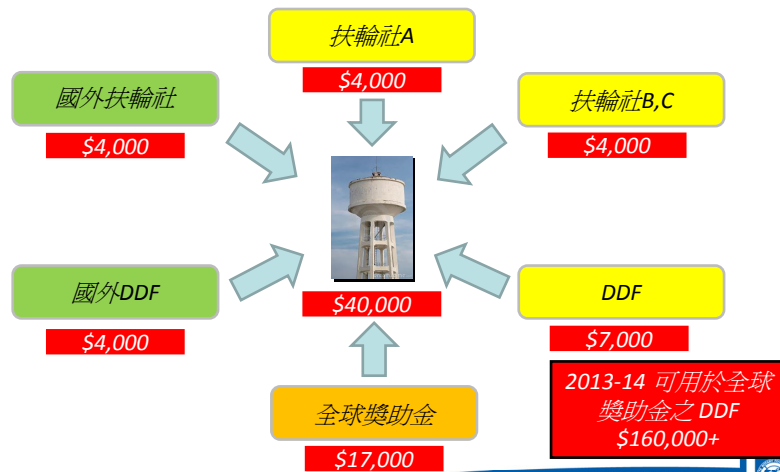 扶輪社A
$4,000
國外扶輪社
$4,000
扶輪社B,C
$4,000
$40,000
國外DDF
$4,000
DDF
$7,000
全球獎助金
$17,000
2013-14 可用於全球
獎助金之 DDF
$160,000+